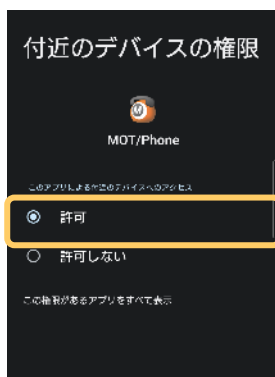 付近のデバイスの権限
MOT/Phone
このアプリによる付近のデバイスへのアクセス
許可
許可しない
この権限があるアプリをすべて表示